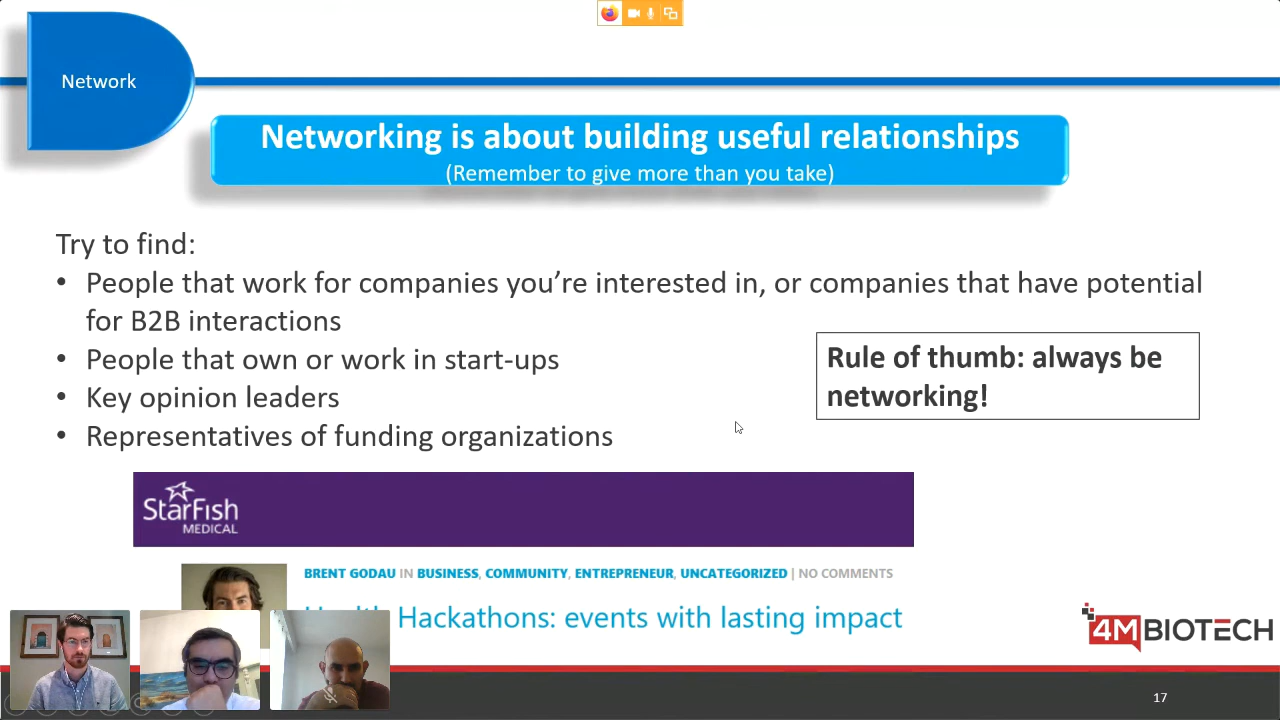 Network
Networking is about building useful relationships
(Remember to give more than you take)
Try to find:
• People that work for companies you’re interested in, or companies that have potential
for B2B interactions
• People that own or work in start-ups
• Key opinion leaders
• Representatives of funding organizations
Rule of thumb: always be
networking!
StarFish
MEDICAL
BRENT GODAU IN BUSINESS, COMMUNITY, ENTREPRENEUR, UNCATEGORIZED | NO COMMENTS
Hackathons: events with lasting impact
4MBIOTECH
17